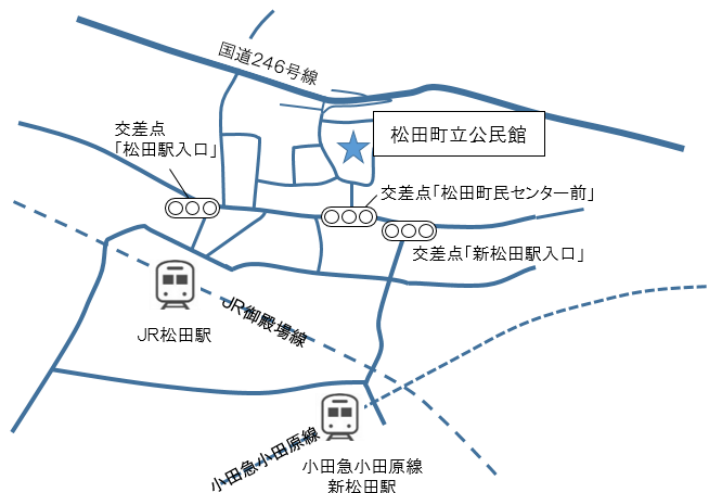 国道246号線
松田町立公民館
交差点
「松田駅入口」
交差点「松田町民センター前」
交差点「新松田駅入口」
JR松田駅
JR御殿場線
小田急小田原線
小田急小田原線
新松田駅